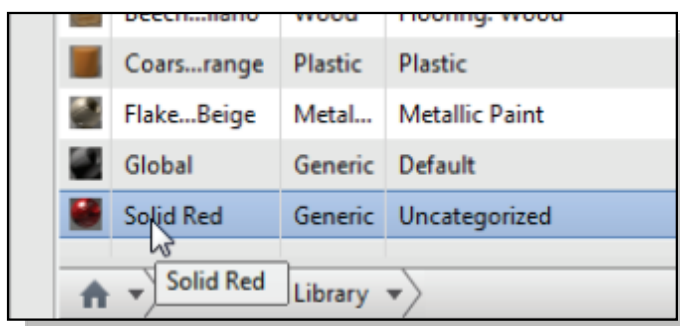 Coars...range Plastic Plastic
Flake...Beige Metal... Metallic Paint
Global Generic Default
Solid Red Generic Uncategorized
Solid Red
Library